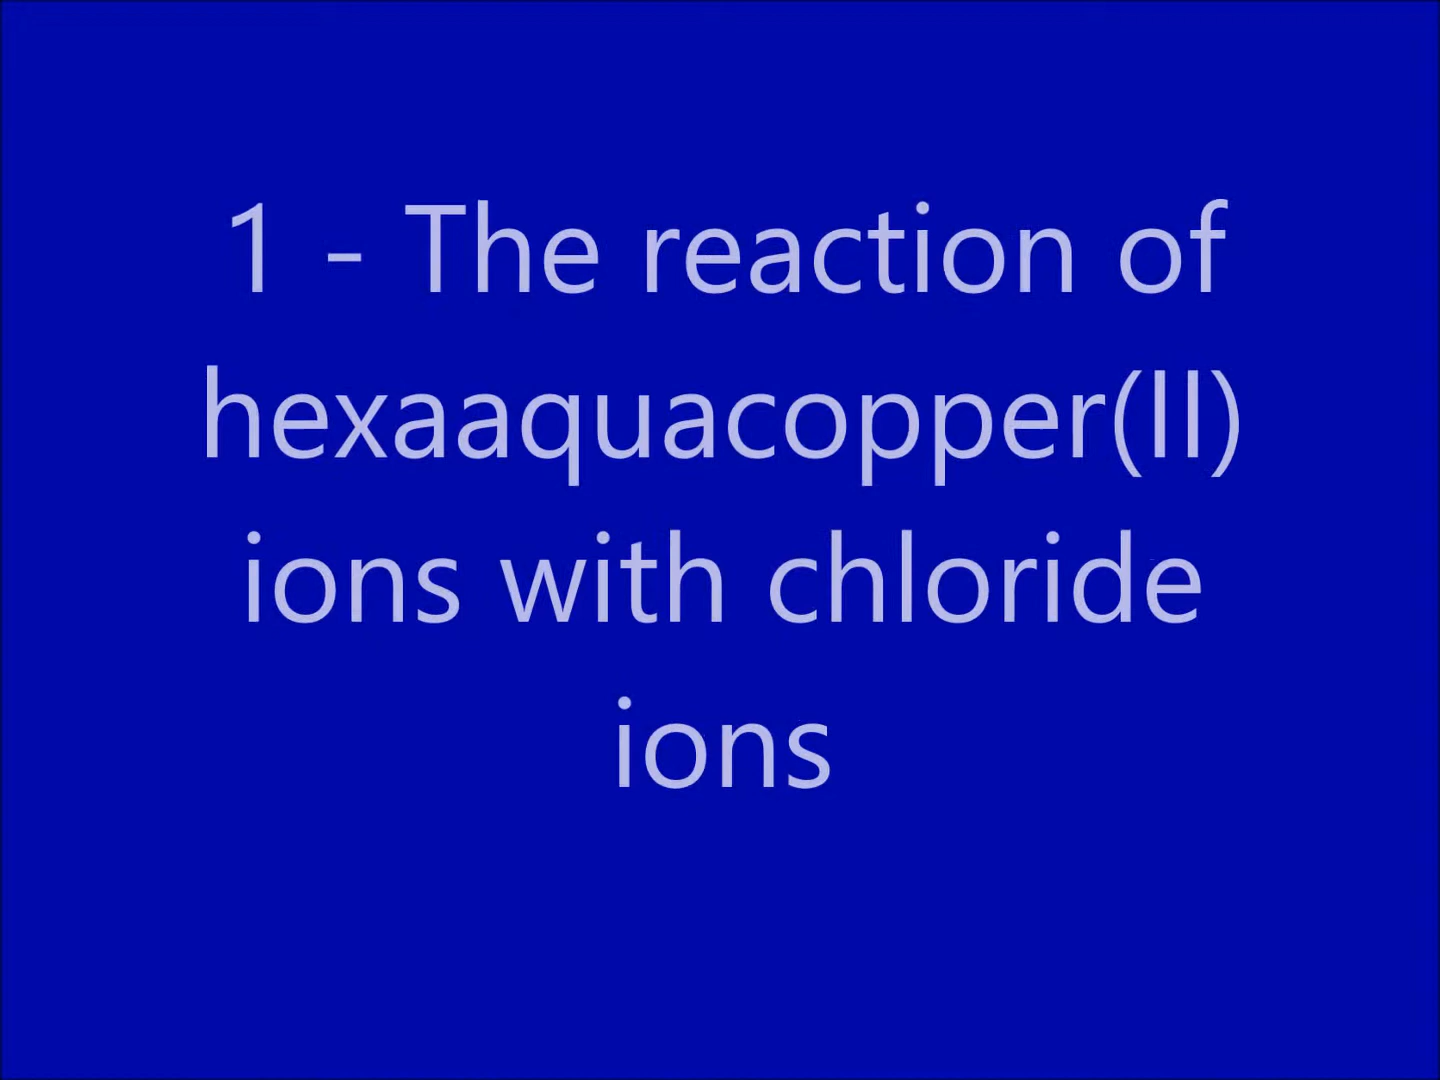 1 - The reaction of
hexaaquacopper(II)
ions with chloride
ions